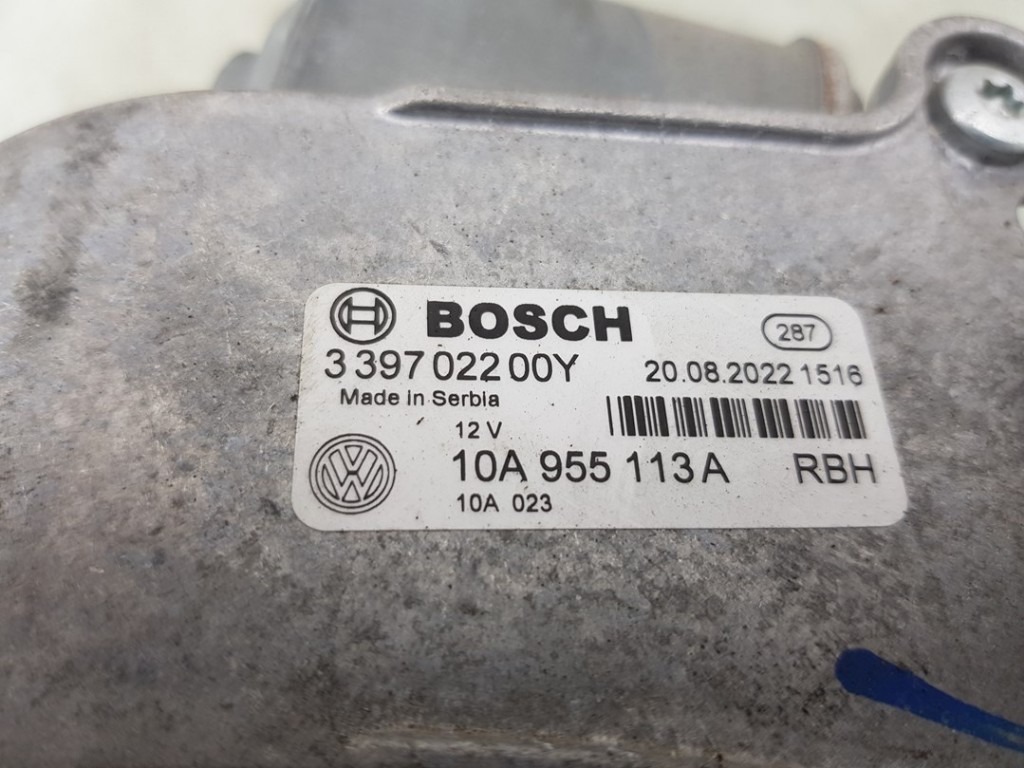 BOSCH 287
3 397 022 00Y 20.08.2022 1516
Made in Serbia
12 V
10A 955 113 A RBH
10A 023